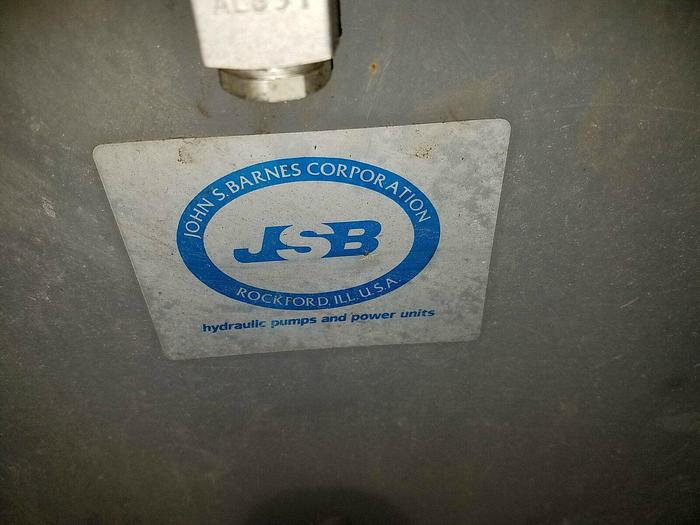 JOHN S. BARNES CORPORATION
JSB
ROCKFORD, ILL. U.S.A.
hydraulic pumps and power units